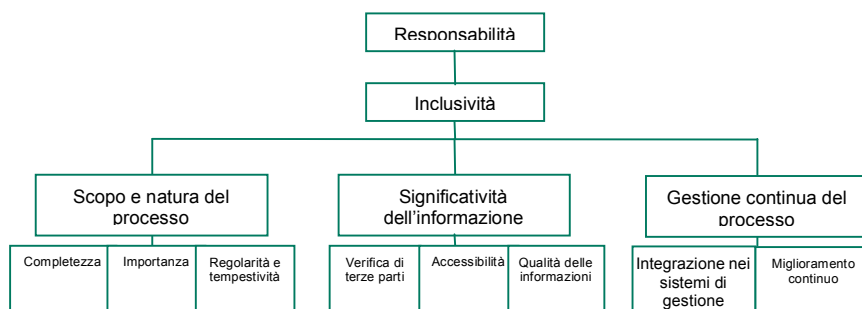 Responsabilità
Inclusività
Scopo e natura del
processo
Significatività
dell'informazione
Gestione continua del
processo
Completezza
Importanza
Regolarità e
tempestività
Verifica di
terze parti
Accessibilità
Qualità delle
informazioni
Integrazione nei
sistemi di
gestione
Miglioramento
continuo